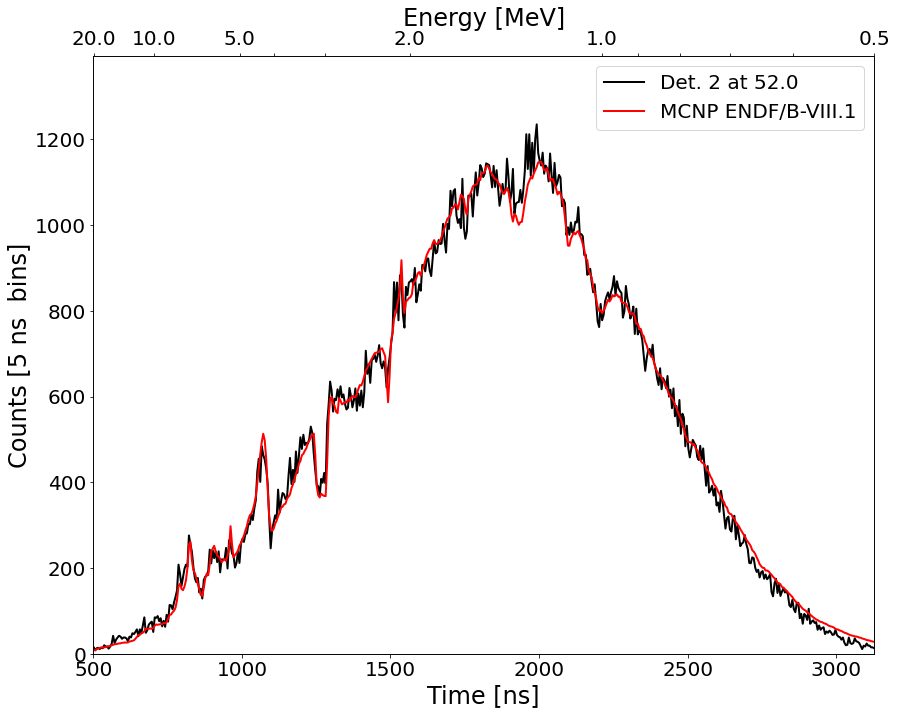 Energy [MeV]
20.0 10.0 5.0 2.0 1.0 0.5
Det. 2 at 52.0
MCNP ENDF/B-VIII.1
Counts [5 ns  bins]
1200
1000
800
600
400
200
0
500 1000 1500 2000 2500 3000
Time [ns]